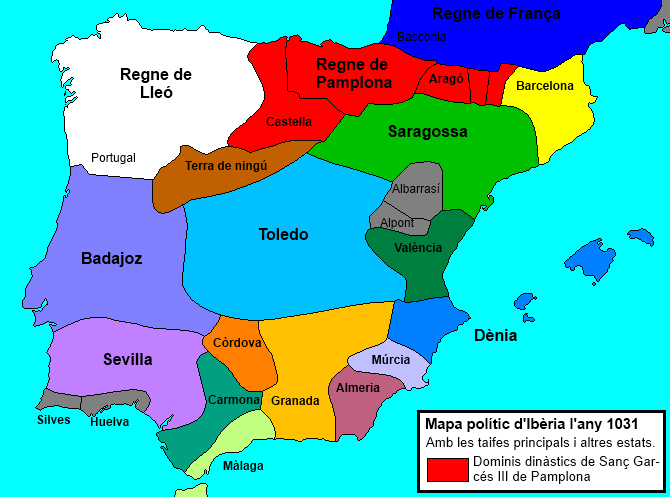 Regne de França
Bascònia
Regne de
Lleó
Regne de
Pamplona
Aragó
Barcelona
Castella
Saragossa
Portugal
Terra de ningú
Albarrasí
Alpont
Toledo
València
Badajoz
Dènia
Còrdova
Sevilla
Múrcia
Almeria
Carmona
Granada
Silves
Huelva
Màlaga
Mapa polític d'Ibèria l'any 1031
Amb les taifes principals i altres estats.
Dominis dinàstics de Sanç Gar-
cés III de Pamplona